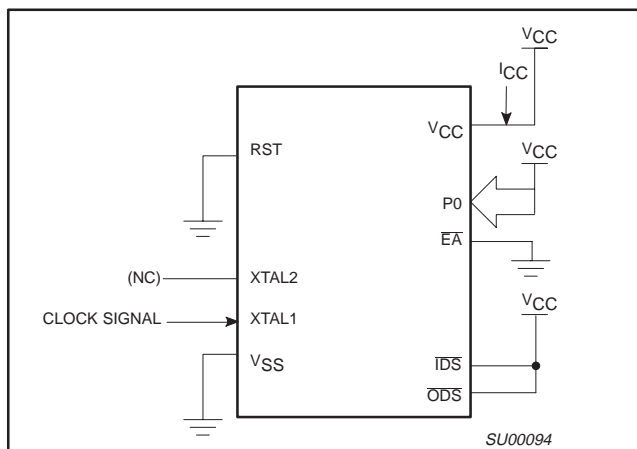 VCC
ICC
VCC
RST
VCC
P0
EA
(NC)
XTAL2
CLOCK SIGNAL
XTAL1
VCC
VSS
IDS
ODS
SU00094